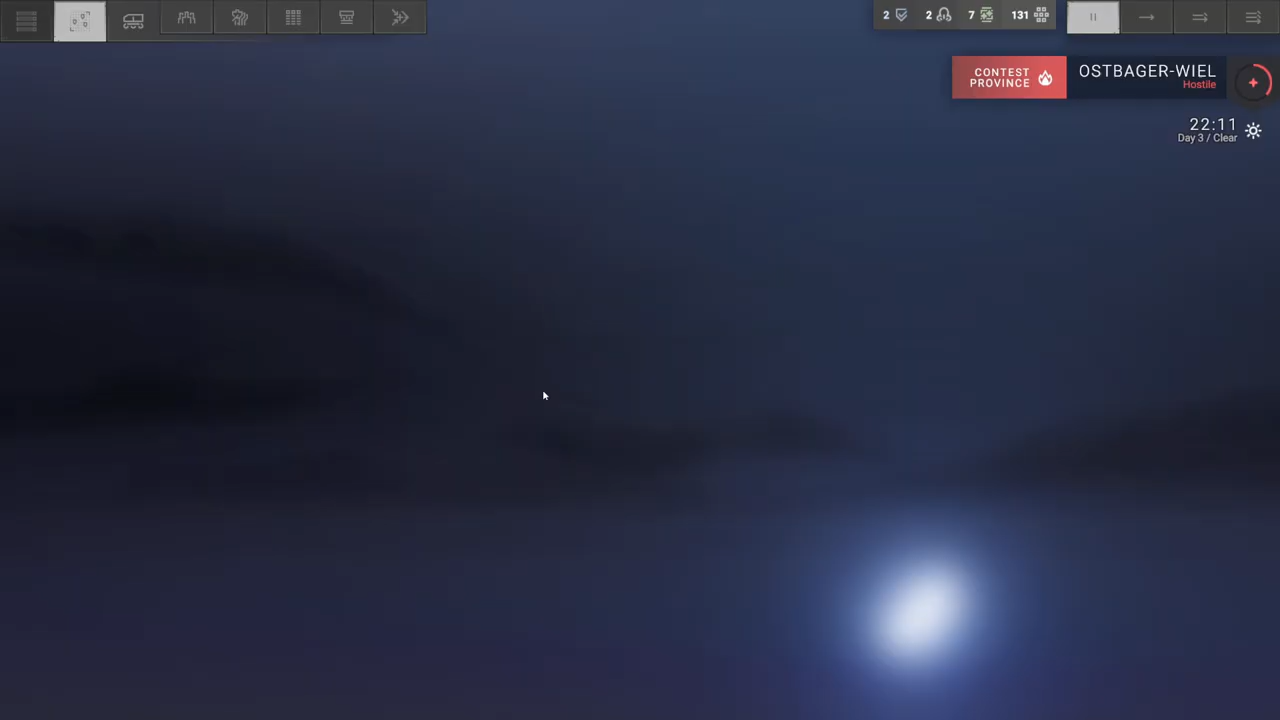 2 2 7 131
CONTEST PROVINCE
OSTBAGER-WIEL
Hostile
22:11
Day 3 / Clear